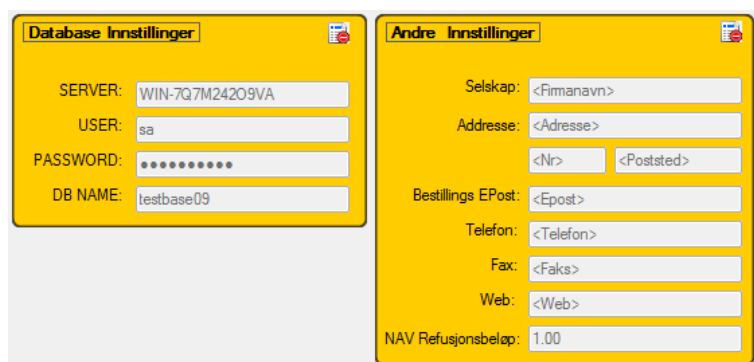 Database Innstillinger
SERVER: WIN-7Q7M242O9VA
USER: sa
PASSWORD: ●●●●●●●●●●
DB NAME: testbase09
Andre Innstillinger
Selskap: <Firmanavn>
Addresse: <Adresse>
<Nr> <Poststed>
Bestillings EPost: <Epost>
Telefon: <Telefon>
Fax: <Faks>
Web: <Web>
NAV Refusjonsbeløp: 1.00